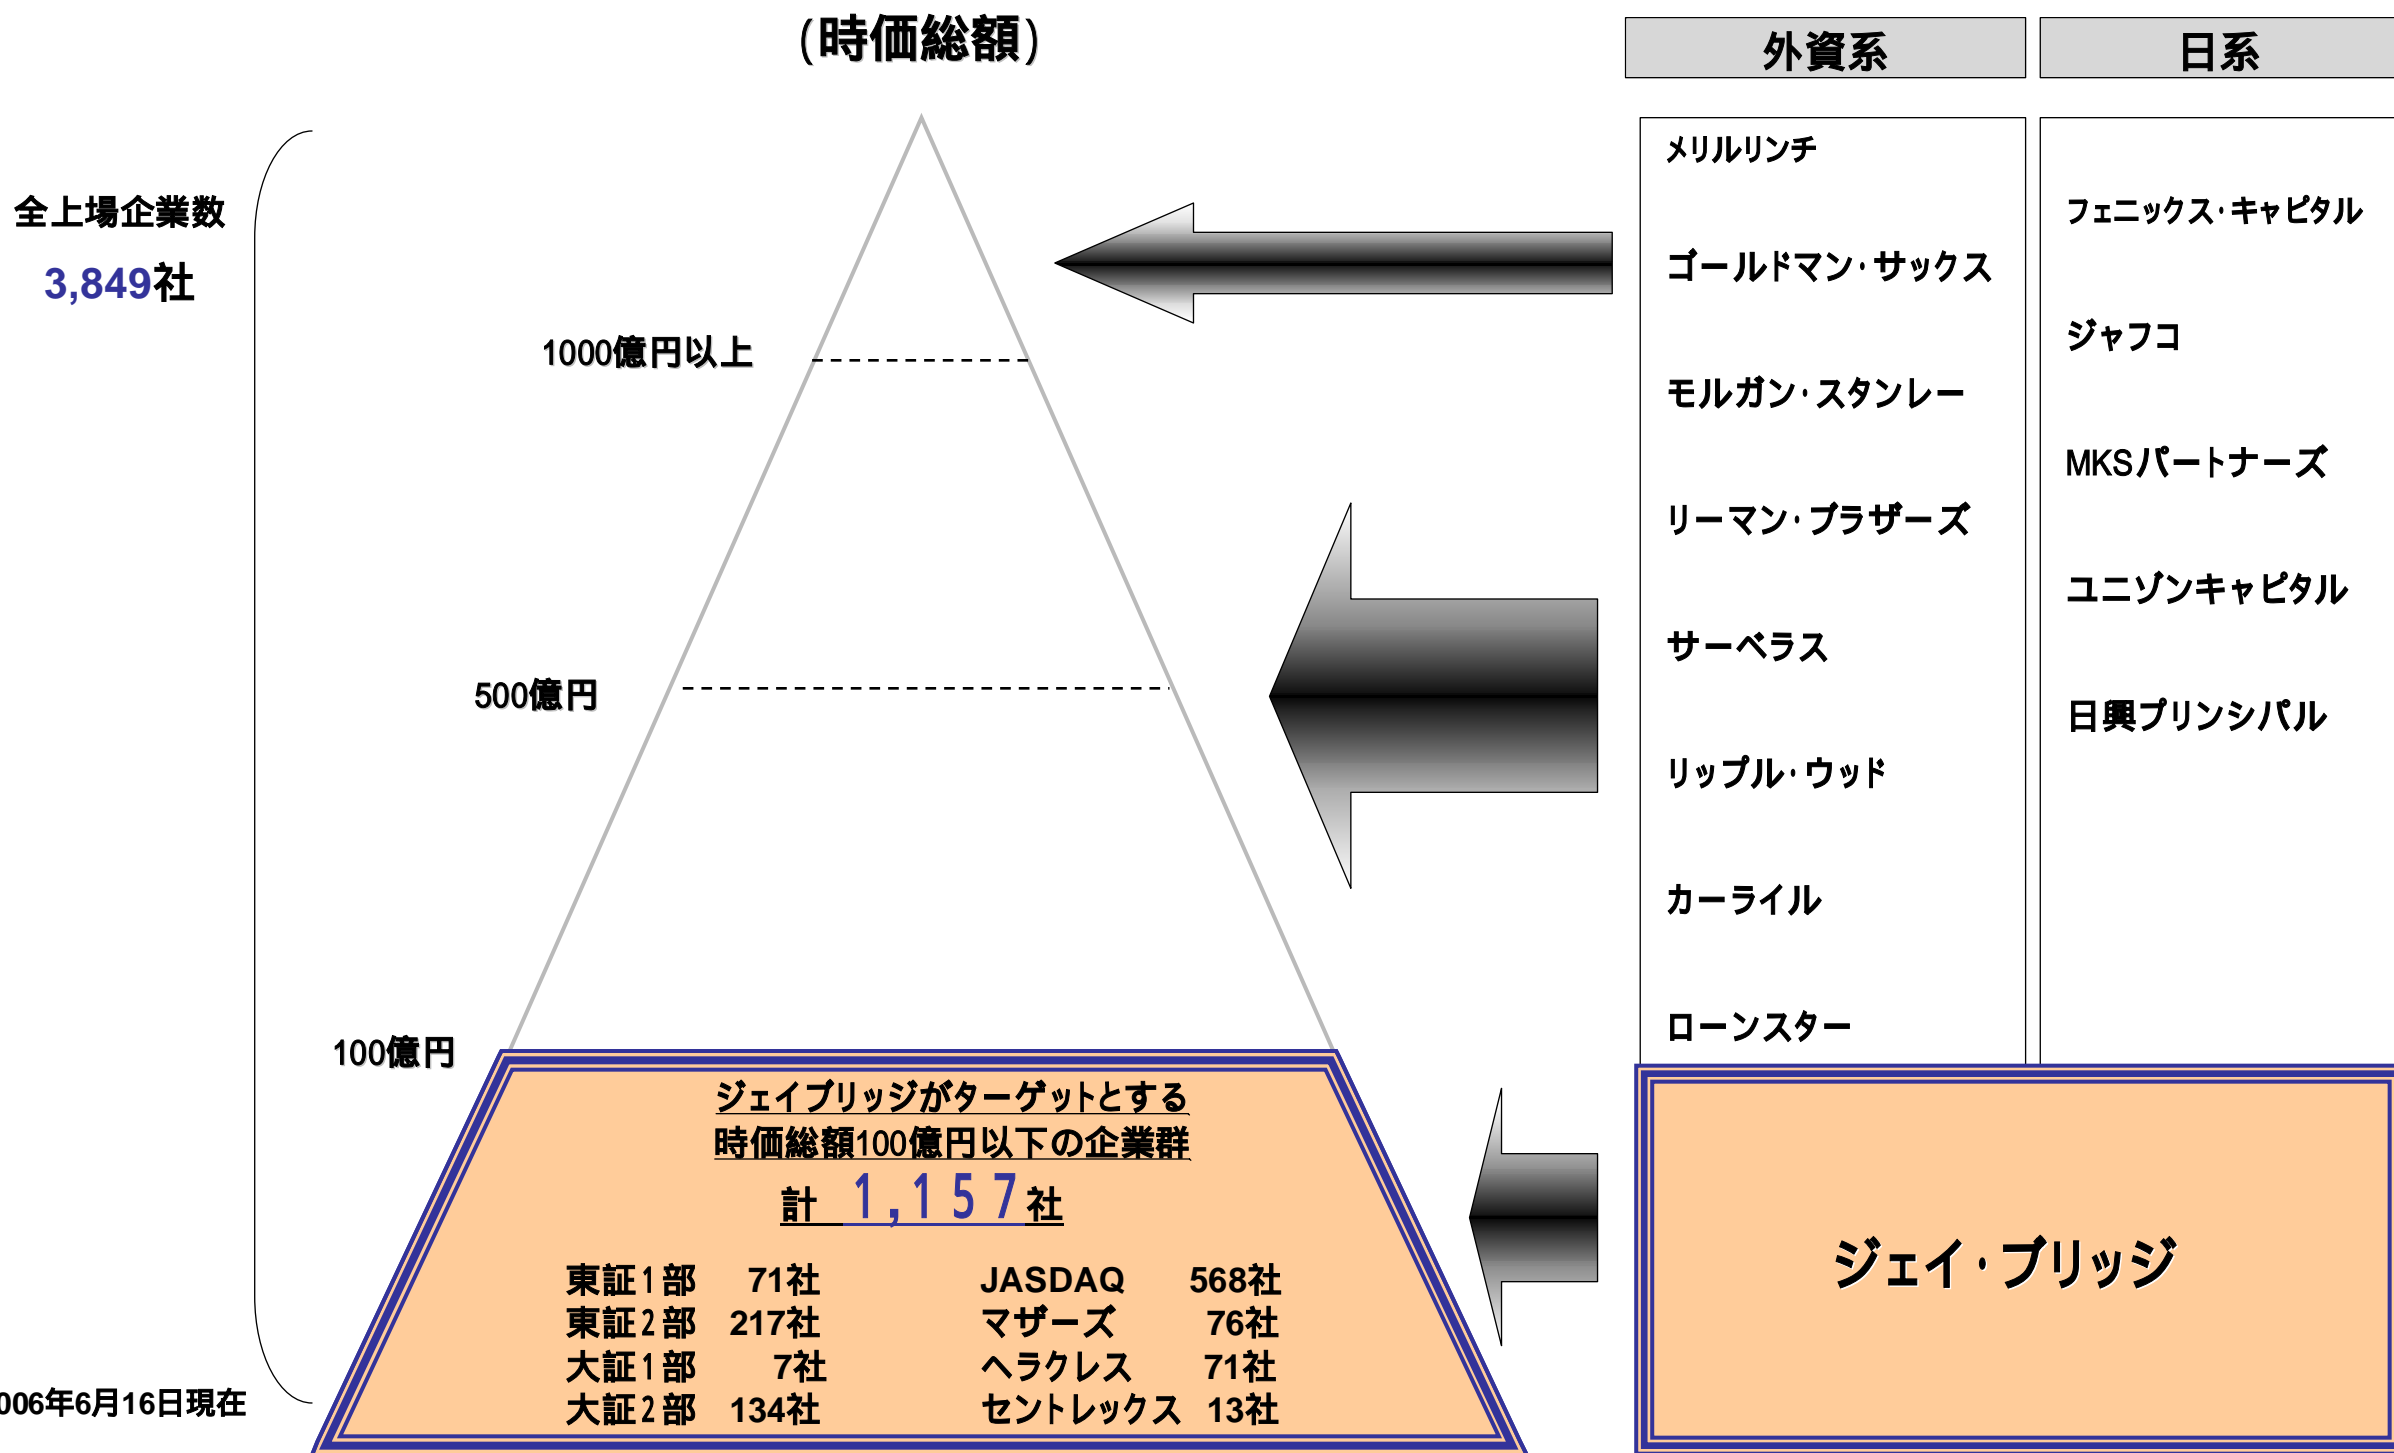 (時価総額)
外資系
日系
全上場企業数
3,849社
1000億円以上
500億円
100億円
メリルリンチ
ゴールドマン・サックス
モルガン・スタンレー
リーマン・ブラザーズ
サーベラス
リップル・ウッド
カーライル
ローンスター
フェニックス・キャピタル
ジャフコ
MKSパートナーズ
ユニゾンキャピタル
日興プリンシパル
ジェイブリッジがターゲットとする
時価総額100億円以下の企業群
計 1,157社
東証1部 71社 JASDAQ 568社
東証2部 217社 マザーズ 76社
大証1部 7社 ヘラクレス 71社
大証2部 134社 セントレックス 13社
ジェイ・ブリッジ
006年6月16日現在